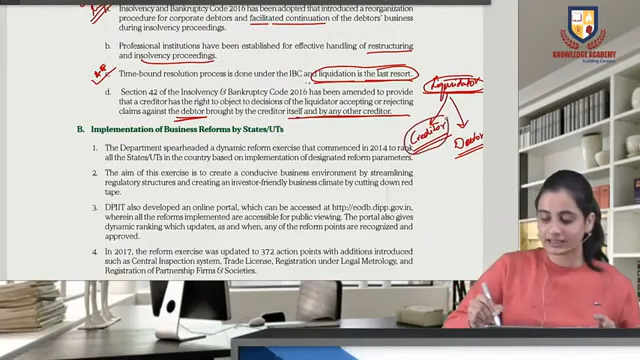 Insolvency and Bankruptcy Code 2016 has been adopted that introduced a reorganization
procedure for corporate debtors and facilitated continuation of the debtors' business
during insolvency proceedings.
b. Professional institutions have been established for effective handling of restructuring
and insolvency proceedings.
c. Time-bound resolution process is done under the IBC and liquidation is the last resort.
Liquidator
d. Section 42 of the Insolvency & Bankruptcy Code 2016 has been amended to provide
that a creditor has the right to object to decisions of the liquidator accepting or rejecting
claims against the debtor brought by the creditor itself and by any other creditor.
Creditor
Debtor
B. Implementation of Business Reforms by States/UTs
1. The Department spearheaded a dynamic reform exercise that commenced in 2014 to rank
all the States/UTs in the country based on implementation of designated reform parameters.
2. The aim of this exercise is to create a conducive business environment by streamlining
regulatory structures and creating an investor-friendly business climate by cutting down red
tape.
3. DPIIT also developed an online portal, which can be accessed at http://eodb.dipp.gov.in,
wherein all the reforms implemented are accessible for public viewing. The portal also gives
dynamic ranking which updates, as and when, any of the reform points are recognized and
approved.
4. In 2017, the reform exercise was updated to 372 action points with additions introduced
such as Central Inspection system, Trade License, Registration under Legal Metrology, and
Registration of Partnership Firms & Societies.
KNOWLEDGE ACADEMY
Building Careers